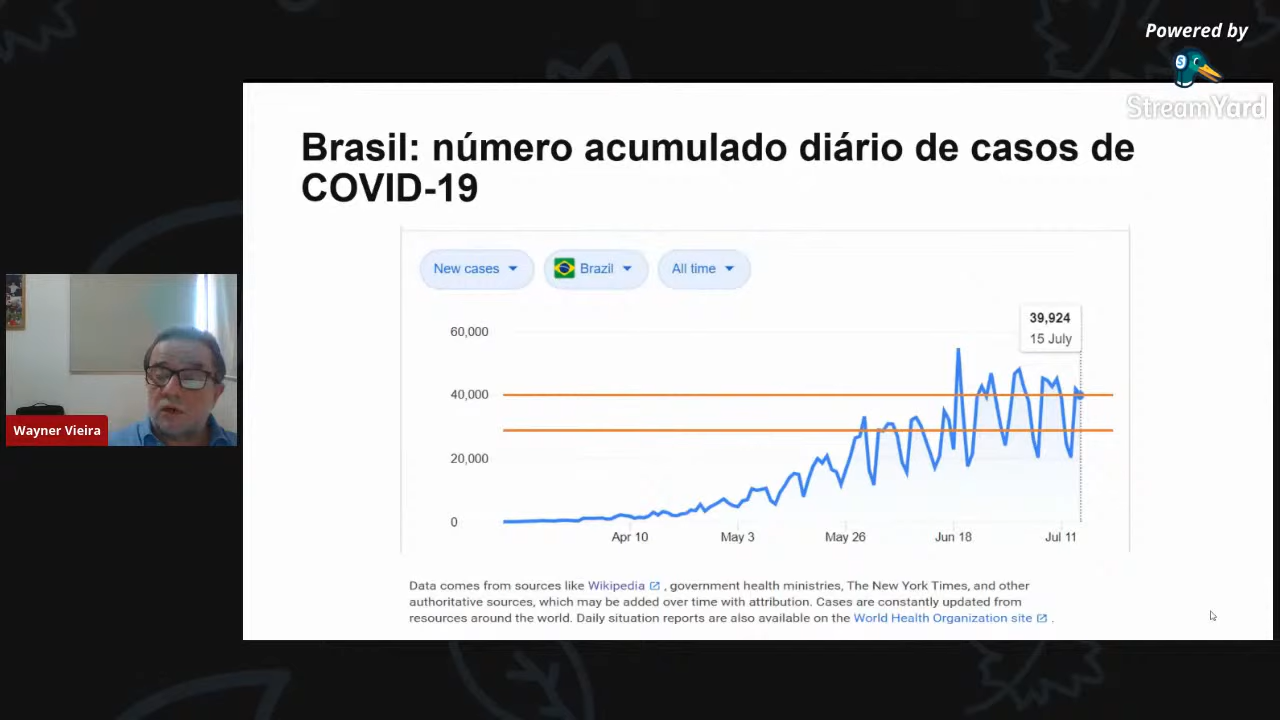 Powered by
StreamYard
Brasil: número acumulado diário de casos de
COVID-19
New cases
Brazil
All time
39,924
15 July
60,000
40,000
20,000
0
Apr 10
May 3
May 26
Jun 18
Jul 11
Data comes from sources like Wikipedia , government health ministries, The New York Times, and other
authoritative sources, which may be added over time with attribution. Cases are constantly updated from
resources around the world. Daily situation reports are also available on the World Health Organization site .
Wayner Vieira